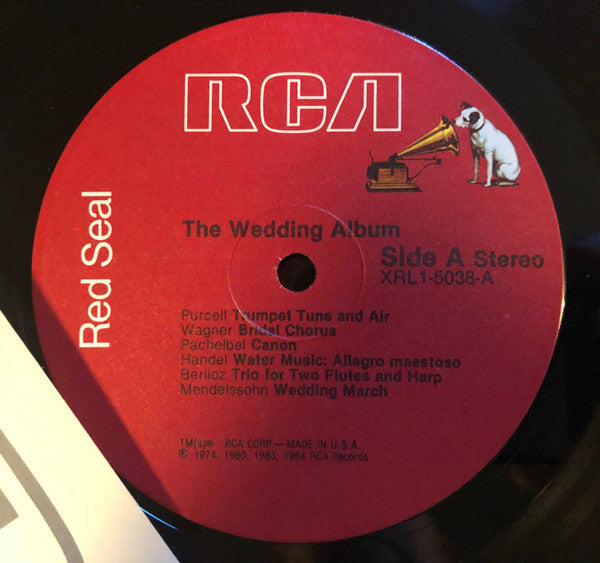 RCA
Red Seal
The Wedding Album
Side A Stereo
XRL1-5038-A
Purcell Trumpet Tune and Air
Wagner Bridal Chorus
Pachelbel Canon
Handel Water Music: Allegro maestoso
Berlioz Trio for Two Flutes and Harp
Mendelssohn Wedding March
TM(s)® RCA CORP.—MADE IN U.S.A.
℗ 1974, 1980, 1983, 1984 RCA Records